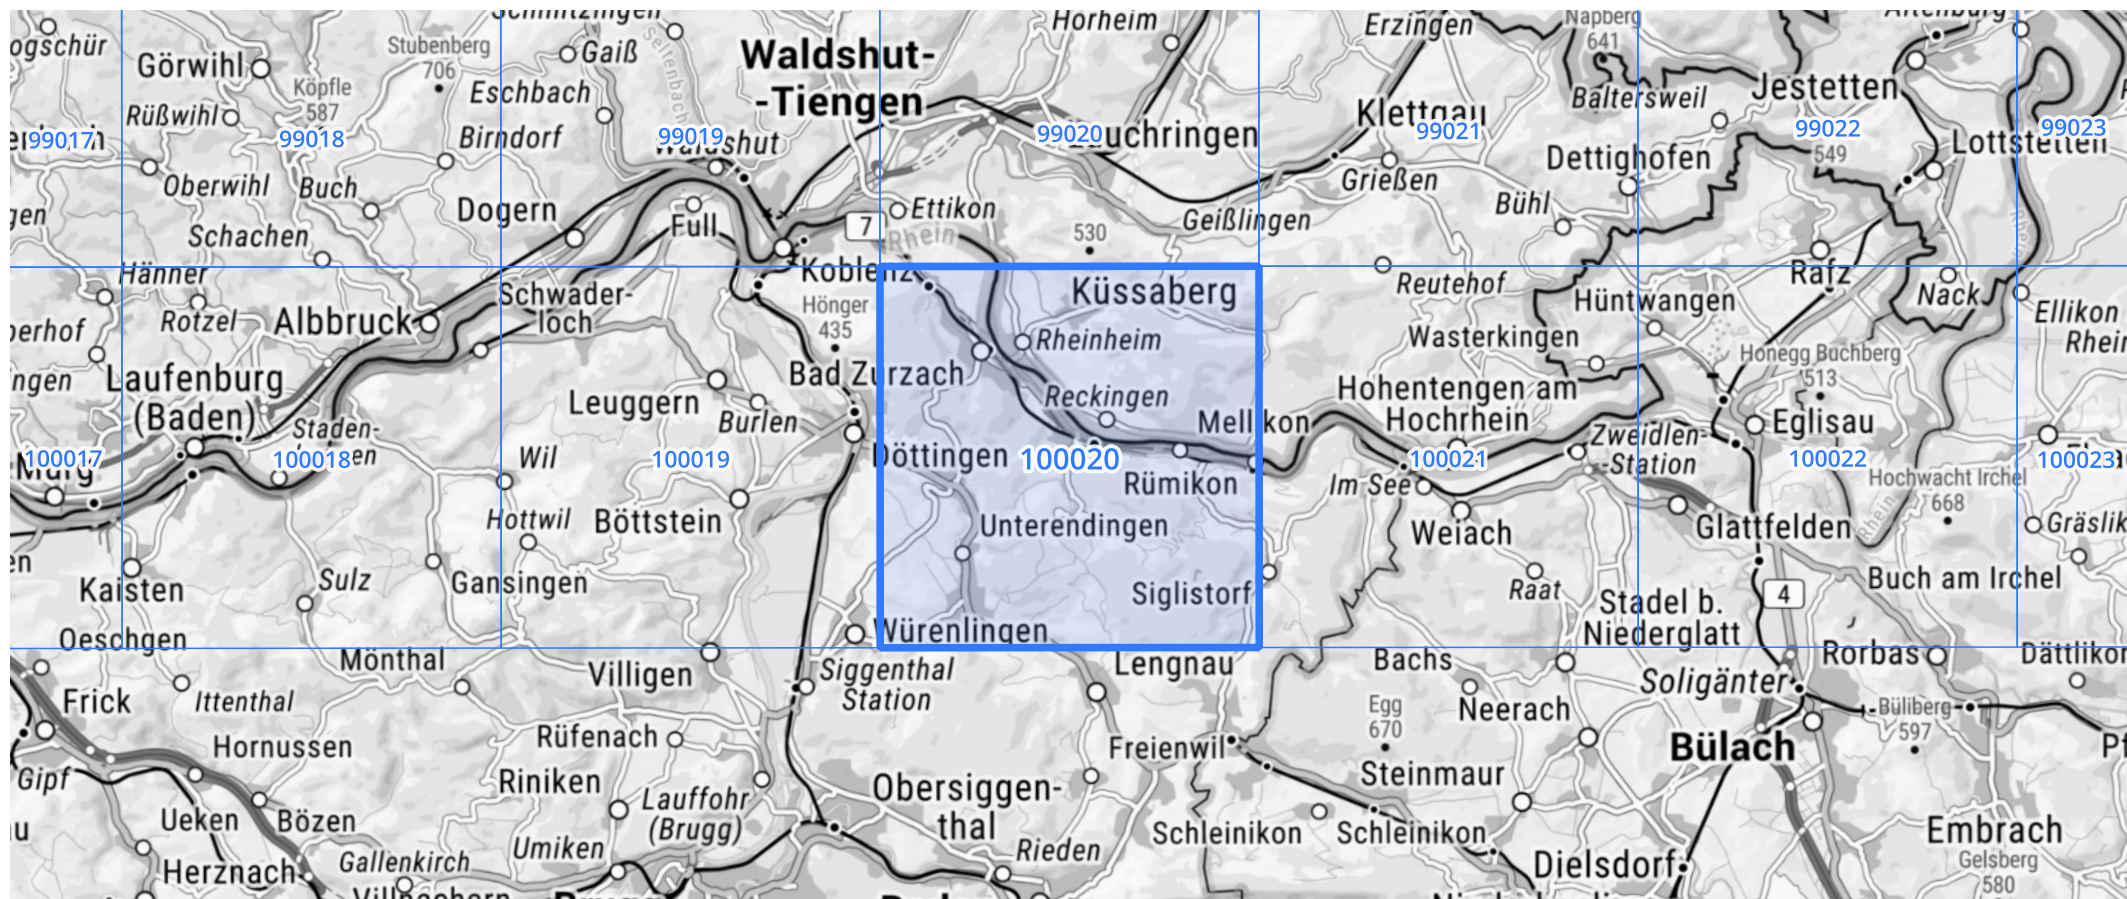 Görwihl
Köpfle
587
Stubenberg
706
Gaiß
Waldshut-
-Tiengen
Horheim
Erzingen
Napberg
641
Jestetten
Rüßwihl
Eschbach
Seltenbach
Birndorf
Klettgau
Baltersweil
99017
99018
99019
99020
99021
99022
99023
Waldshut
Lottstetten
549
Oberwihl
Buch
Dogern
Full
7
Ettikon
Rhein
530
Geißlingen
Grießen
Dettighofen
Bühl
Schachen
Hänner
Koblenz
Küssaberg
Reutehof
Hüntwangen
Rafz
Nack
Rotzel
Albbruck
Schwader-
loch
Hönger
435
Rheinheim
Wasterkingen
Ellikon
Honegg Buchberg
513
Laufenburg
(Baden)
Leuggern
Burlen
Bad Zurzach
Reckingen
Mellikon
Hohentengen am
Hochrhein
Eglisau
Staden-
100017
100018
100019
100020
100021
100022
100023
Murg
Wil
Döttingen
Rümikon
Im See
Zweidlen-
-Station
Hochwacht Irchel
668
Hottwil
Böttstein
Unterendingen
Weiach
Glattfelden
Kaisten
Sulz
Gansingen
Siglistorf
Raat
4
Buch am Irchel
Stadel b.
Niederglatt
Oeschgen
Mönthal
Villigen
Würenlingen
Siggenthal
Station
Lengnau
Bachs
Rorbas
Soligänter
Frick
Ittenthal
Hornussen
Rüfenach
Freienwil
Egg
670
Neerach
Bülach
Büliberg
597
Gipf
Riniken
Lauffohr
(Brugg)
Obersiggen-
thal
Steinmaur
Ueken
Bözen
Umiken
Rieden
Schleinikon
Schleinikon
Embrach
Herznach
Gallenkirch
Dielsdorf
Gelsberg
580